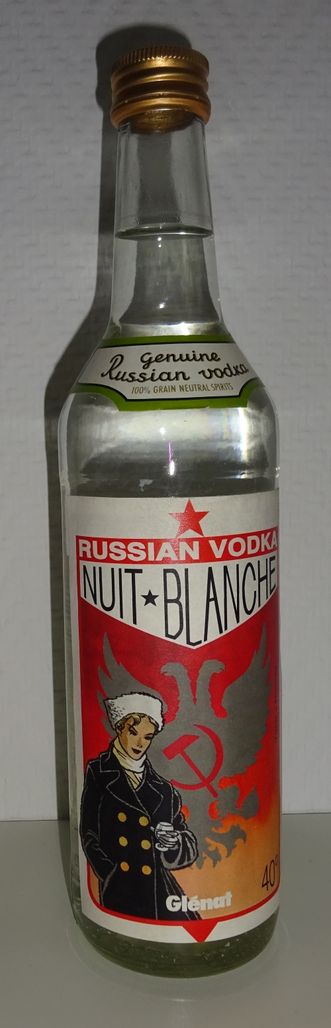 Genuine
Russian vodka
100% GRAIN NEUTRAL SPIRITS
RUSSIAN VODKA
NUIT★BLANCHE
40%
Glénat